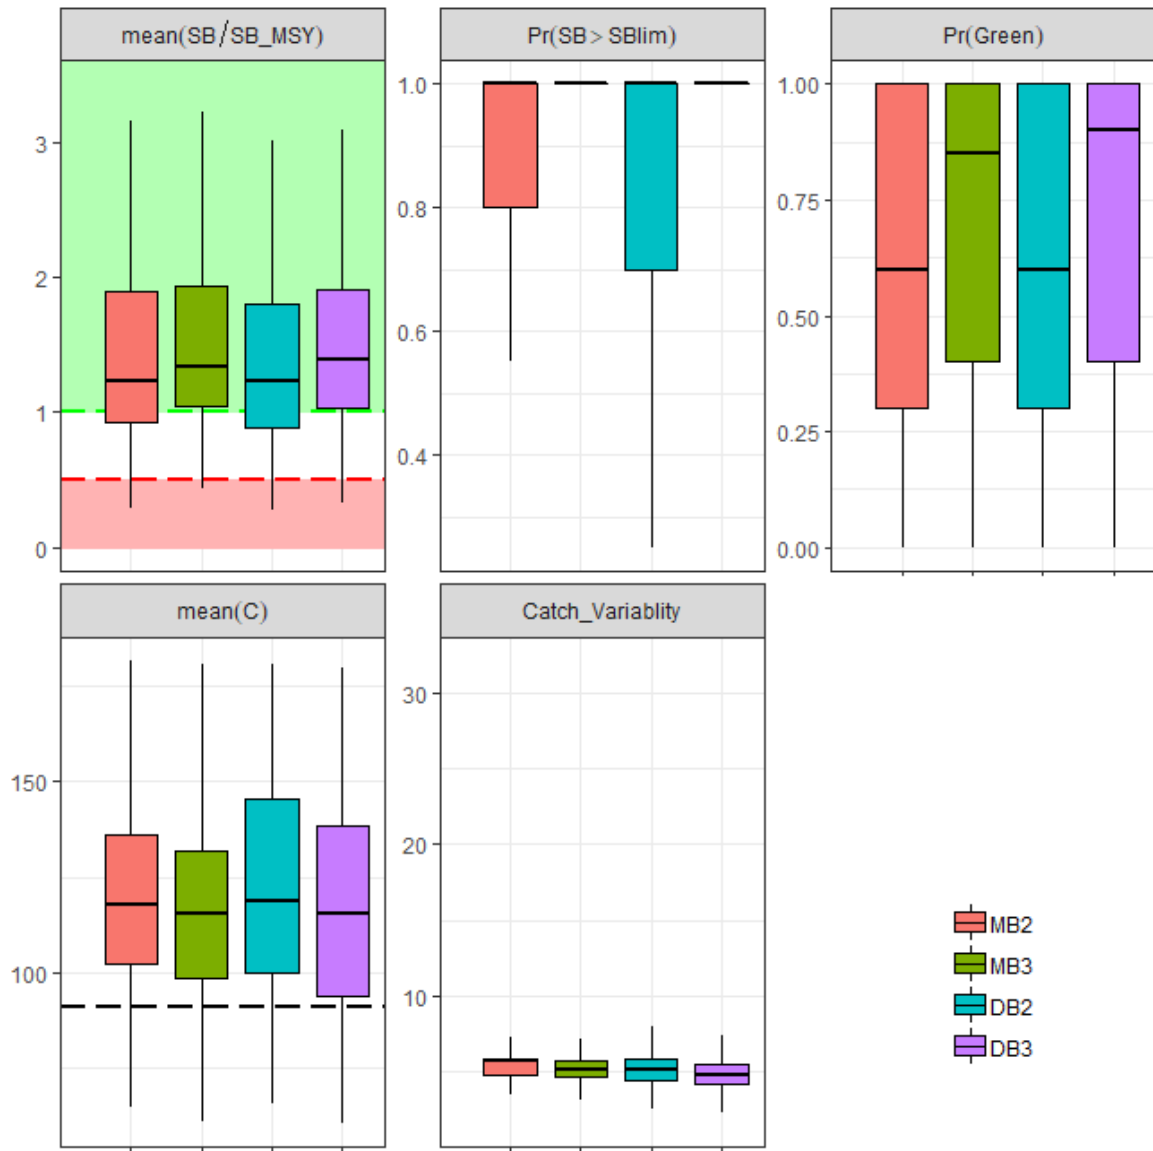 mean(SB/SB_MSY)
Pr(SB > SBlim)
Pr(Green)
3
2
1
0
1.0
0.8
0.6
0.4
1.00
0.75
0.50
0.25
0.00
mean(C)
Catch_Variablity
150
100
30
20
10
MB2
MB3
DB2
DB3